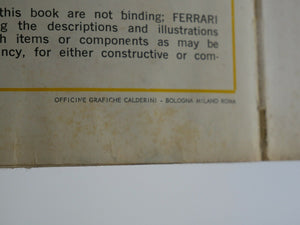 this book are not binding; FERRARI
g the descriptions and illustrations
h items or components as may be
ncy, for either constructive or com-
OFFICINE GRAFICHE CALDERINI - BOLOGNA MILANO ROMA